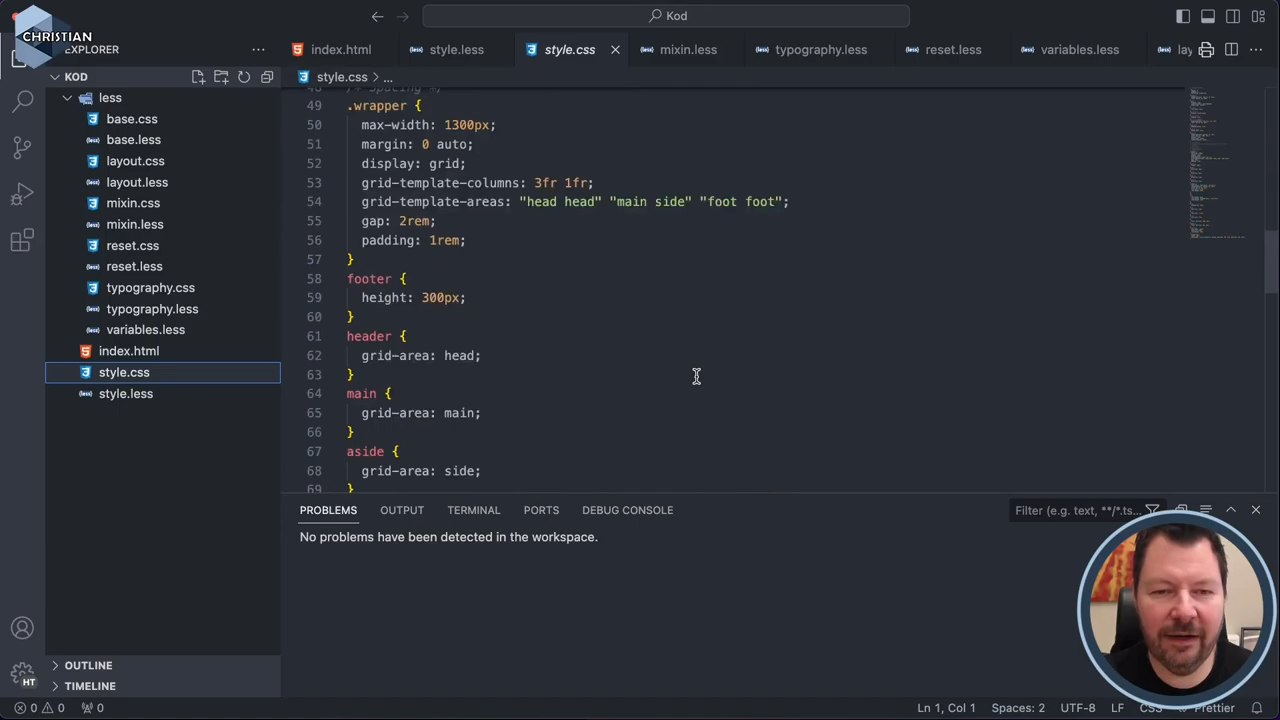 Kod
CHRISTIAN
EXPLORER
index.html
style.less
style.css
mixin.less
typography.less
reset.less
variables.less
KOD
style.css > ...
less
base.css
base.less
layout.css
layout.less
mixin.css
mixin.less
reset.css
reset.less
typography.css
typography.less
variables.less
index.html
style.css
style.less
49 .wrapper {
50 max-width: 1300px;
51 margin: 0 auto;
52 display: grid;
53 grid-template-columns: 3fr 1fr;
54 grid-template-areas: "head head" "main side" "foot foot";
55 gap: 2rem;
56 padding: 1rem;
57 }
58 footer {
59 height: 300px;
60 }
61 header {
62 grid-area: head;
63 }
64 main {
65 grid-area: main;
66 }
67 aside {
68 grid-area: side;
69 }
PROBLEMS
OUTPUT
TERMINAL
PORTS
DEBUG CONSOLE
Filter (e.g. text, **/*.ts...
No problems have been detected in the workspace.
OUTLINE
TIMELINE
HT
0 0 0
Ln 1, Col 1
Spaces: 2
UTF-8
LF
CSS
Prettier